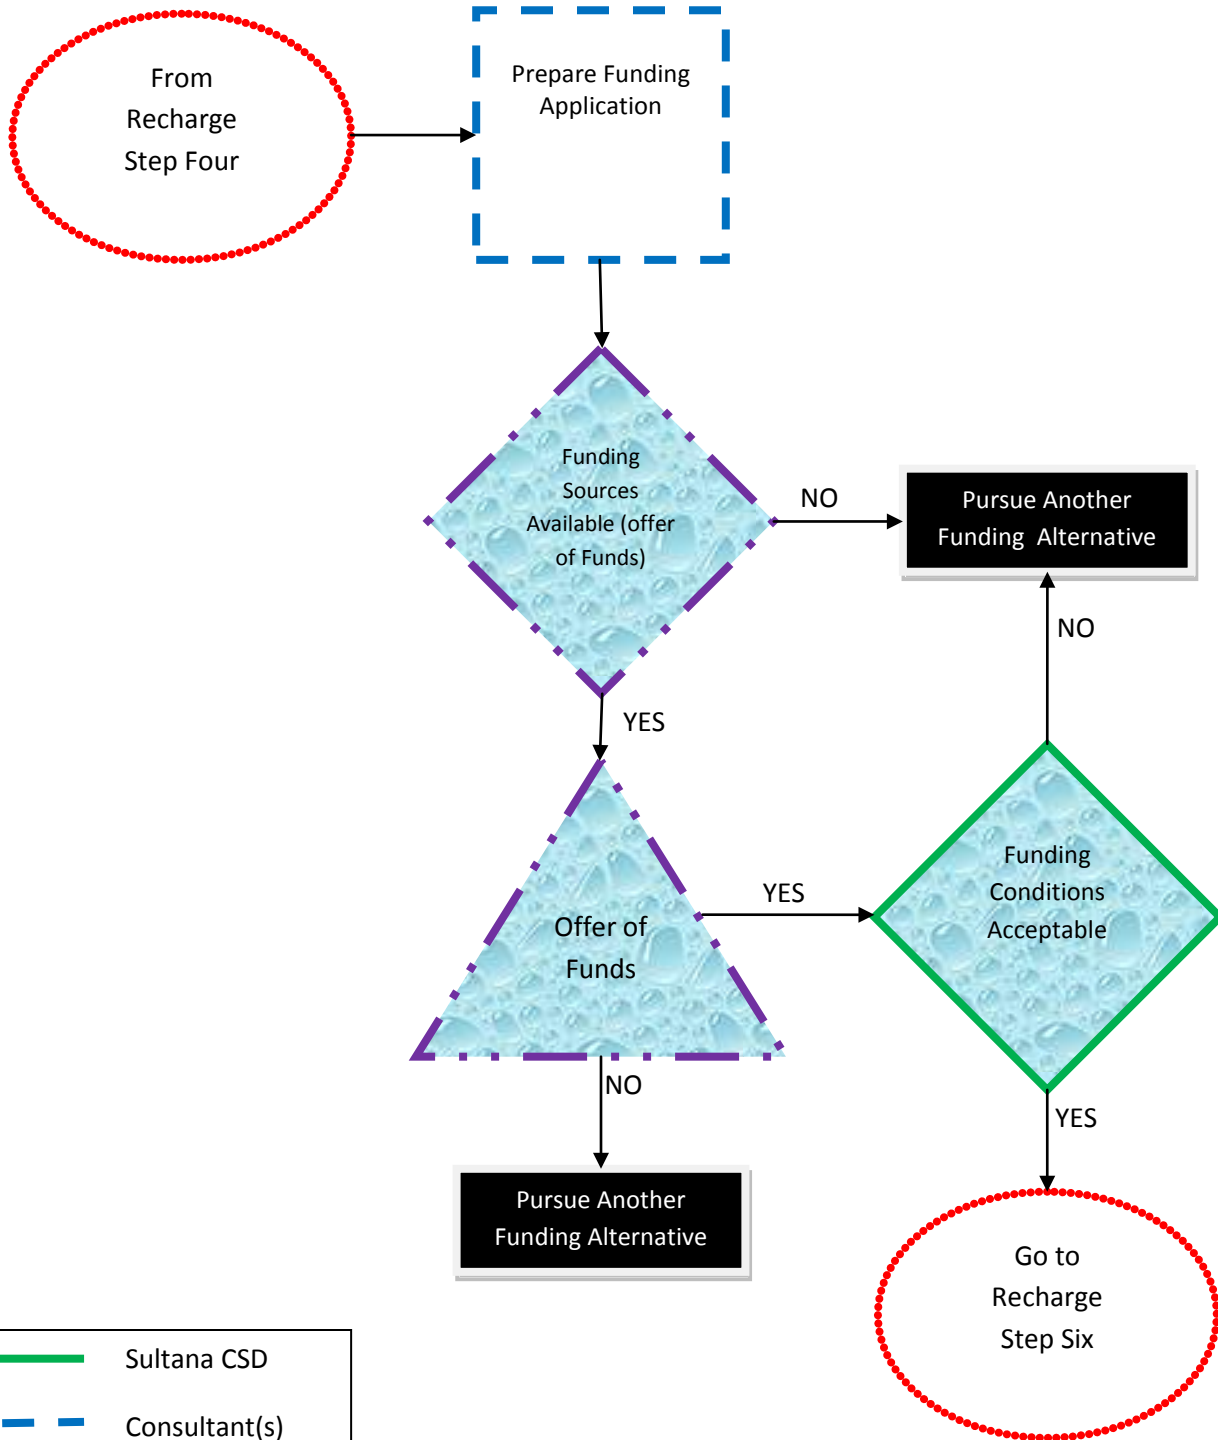 From
Recharge
Step Four
Prepare Funding
Application
Funding
Sources
Available (offer
of Funds)
NO
Pursue Another
Funding Alternative
NO
YES
Offer of
Funds
YES
Funding
Conditions
Acceptable
NO
YES
Pursue Another
Funding Alternative
Go to
Recharge
Step Six
Sultana CSD
Consultant(s)